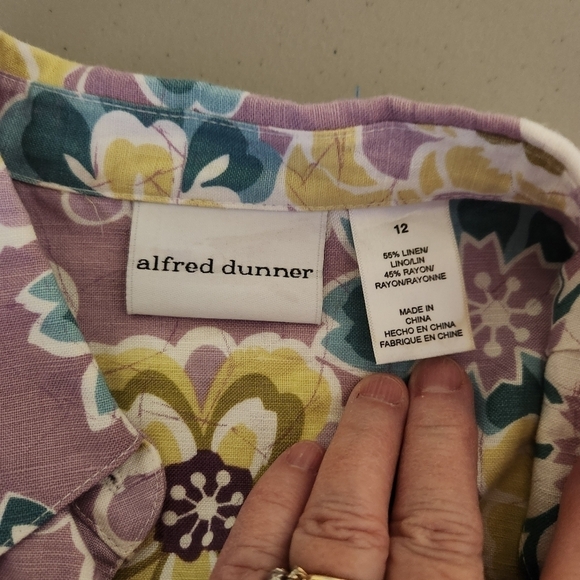 alfred dunner
12
55% LINEN/
LINO/LIN
45% RAYON/
RAYON/RAYONNE
MADE IN
CHINA
HECHO EN CHINA
FABRIQUE EN CHINE